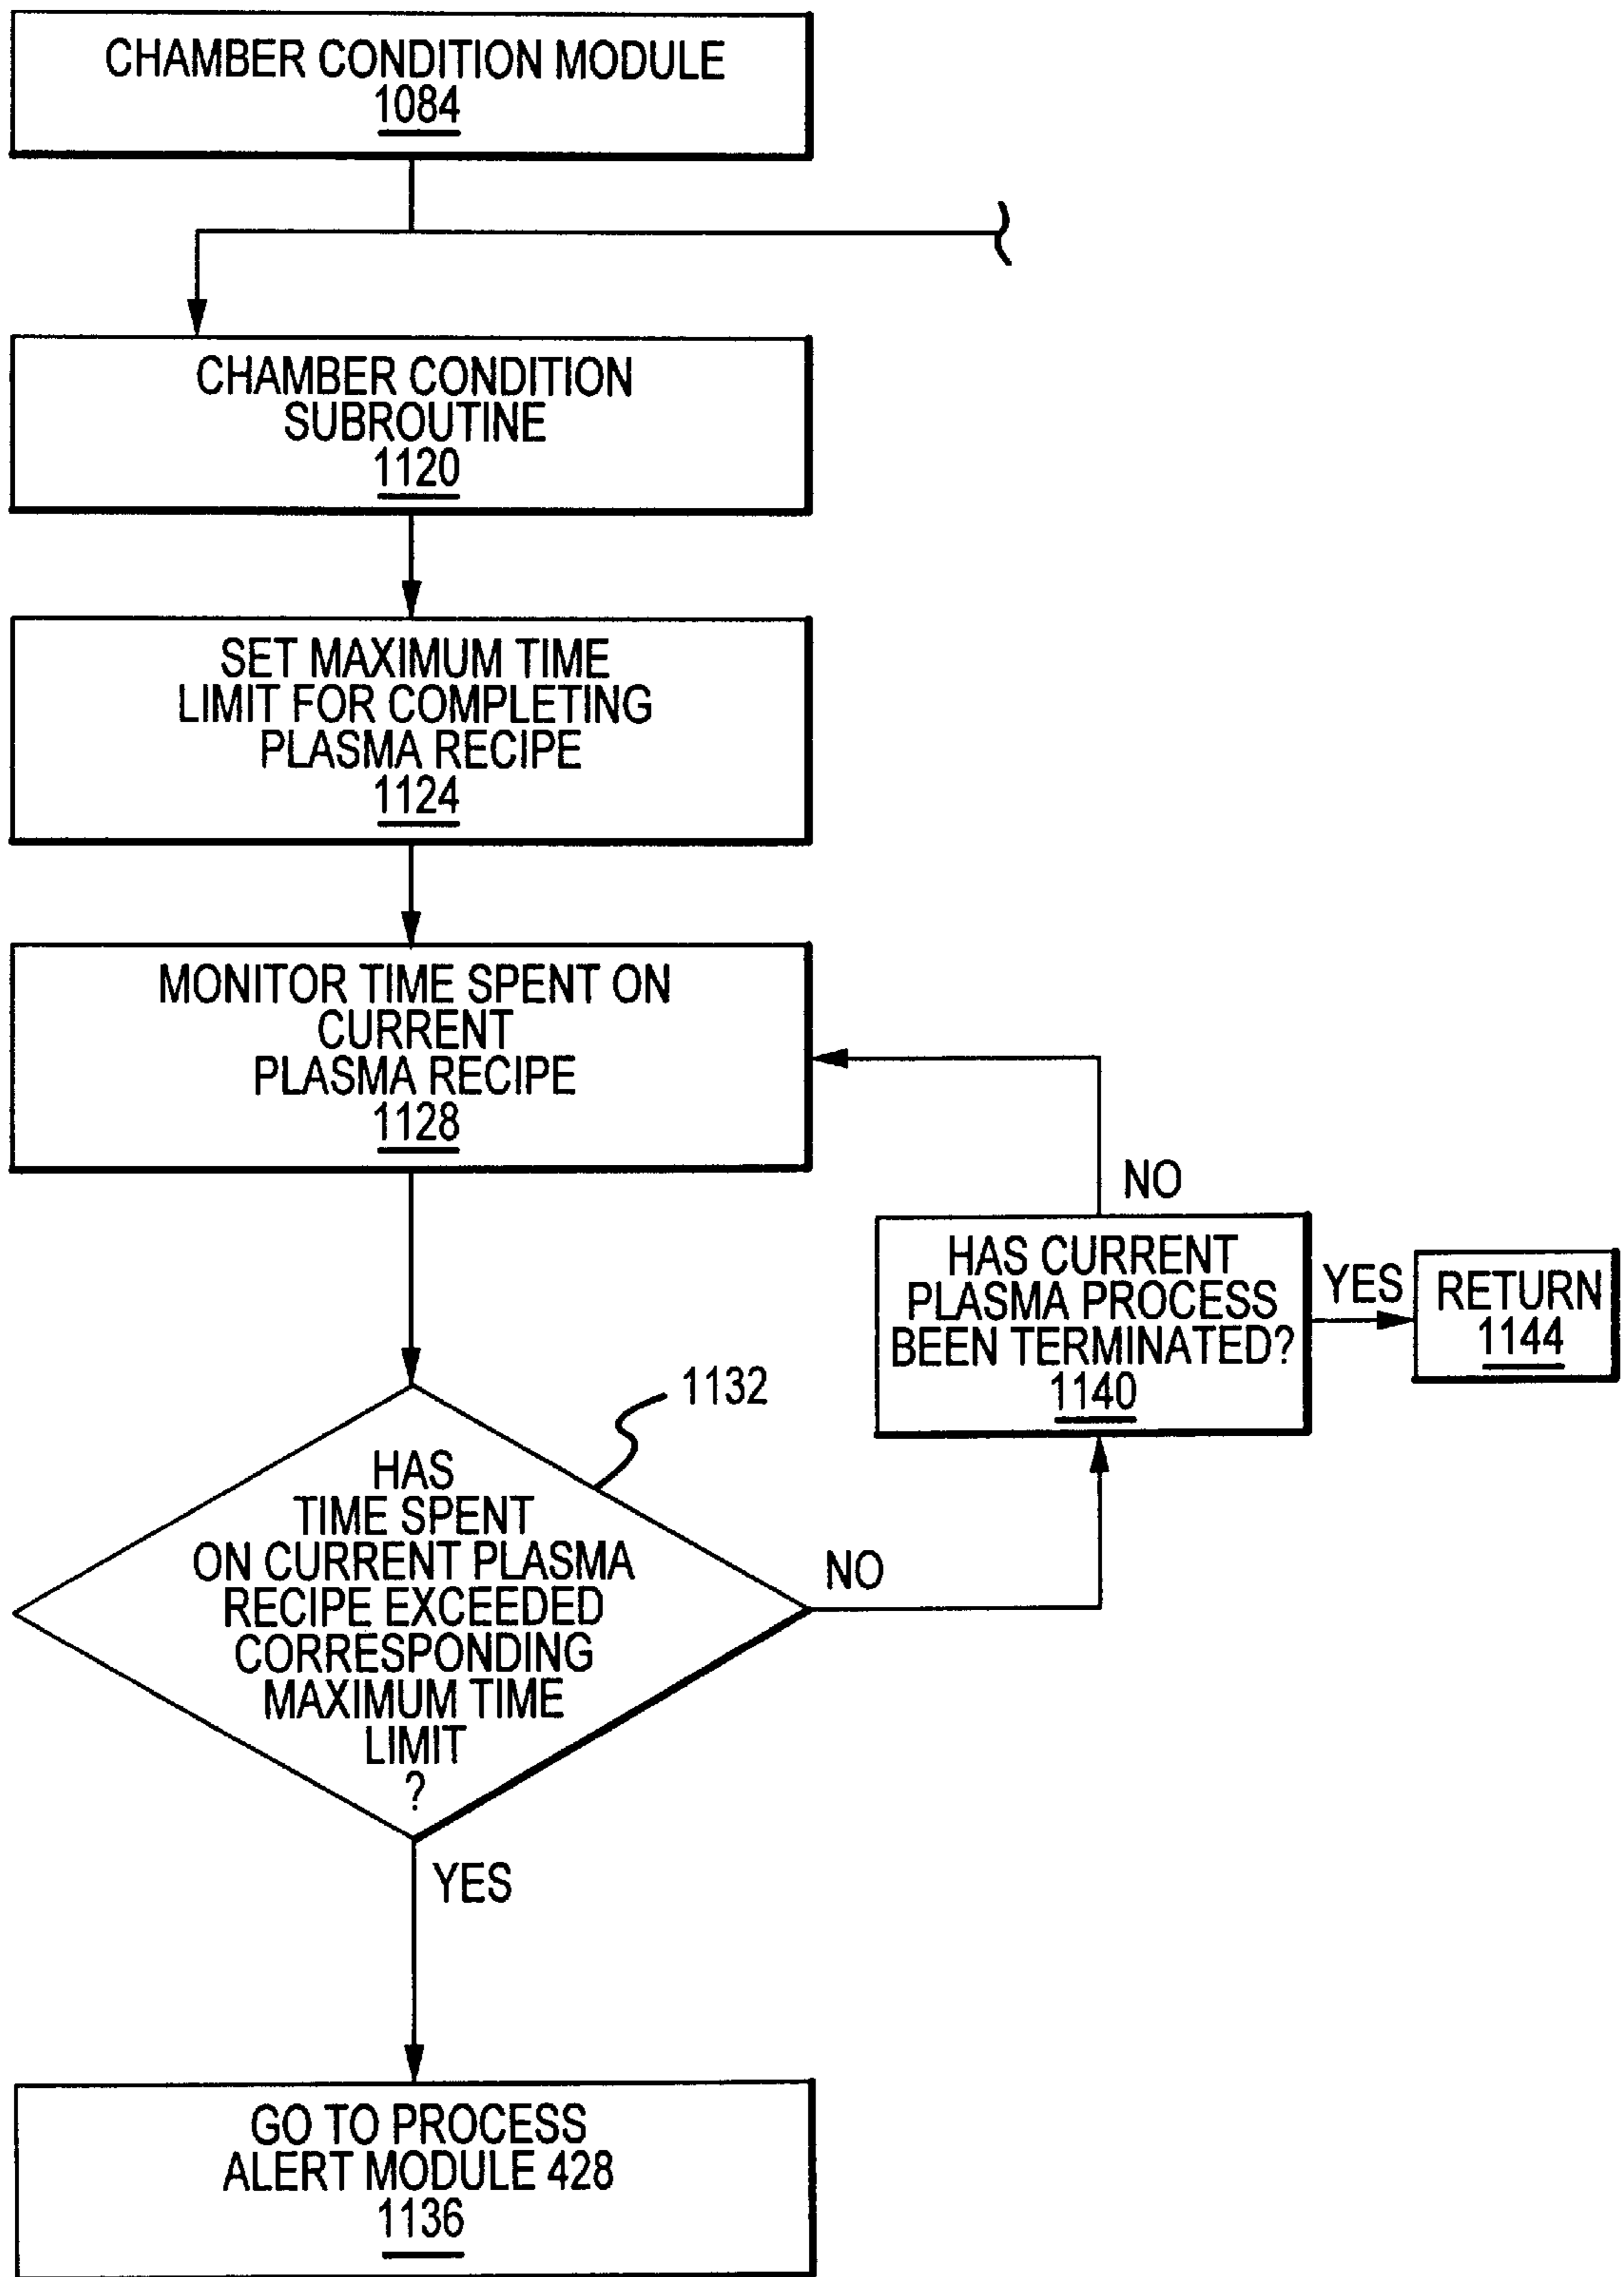 CHAMBER CONDITION MODULE
1084
CHAMBER CONDITION
SUBROUTINE
1120
SET MAXIMUM TIME
LIMIT FOR COMPLETING
PLASMA RECIPE
1124
MONITOR TIME SPENT ON
CURRENT
PLASMA RECIPE
1128
NO
HAS CURRENT
PLASMA PROCESS
BEEN TERMINATED?
1140
YES
RETURN
1144
1132
HAS
TIME SPENT
ON CURRENT PLASMA
RECIPE EXCEEDED
CORRESPONDING
MAXIMUM TIME
LIMIT
?
NO
YES
GO TO PROCESS
ALERT MODULE 428
1136